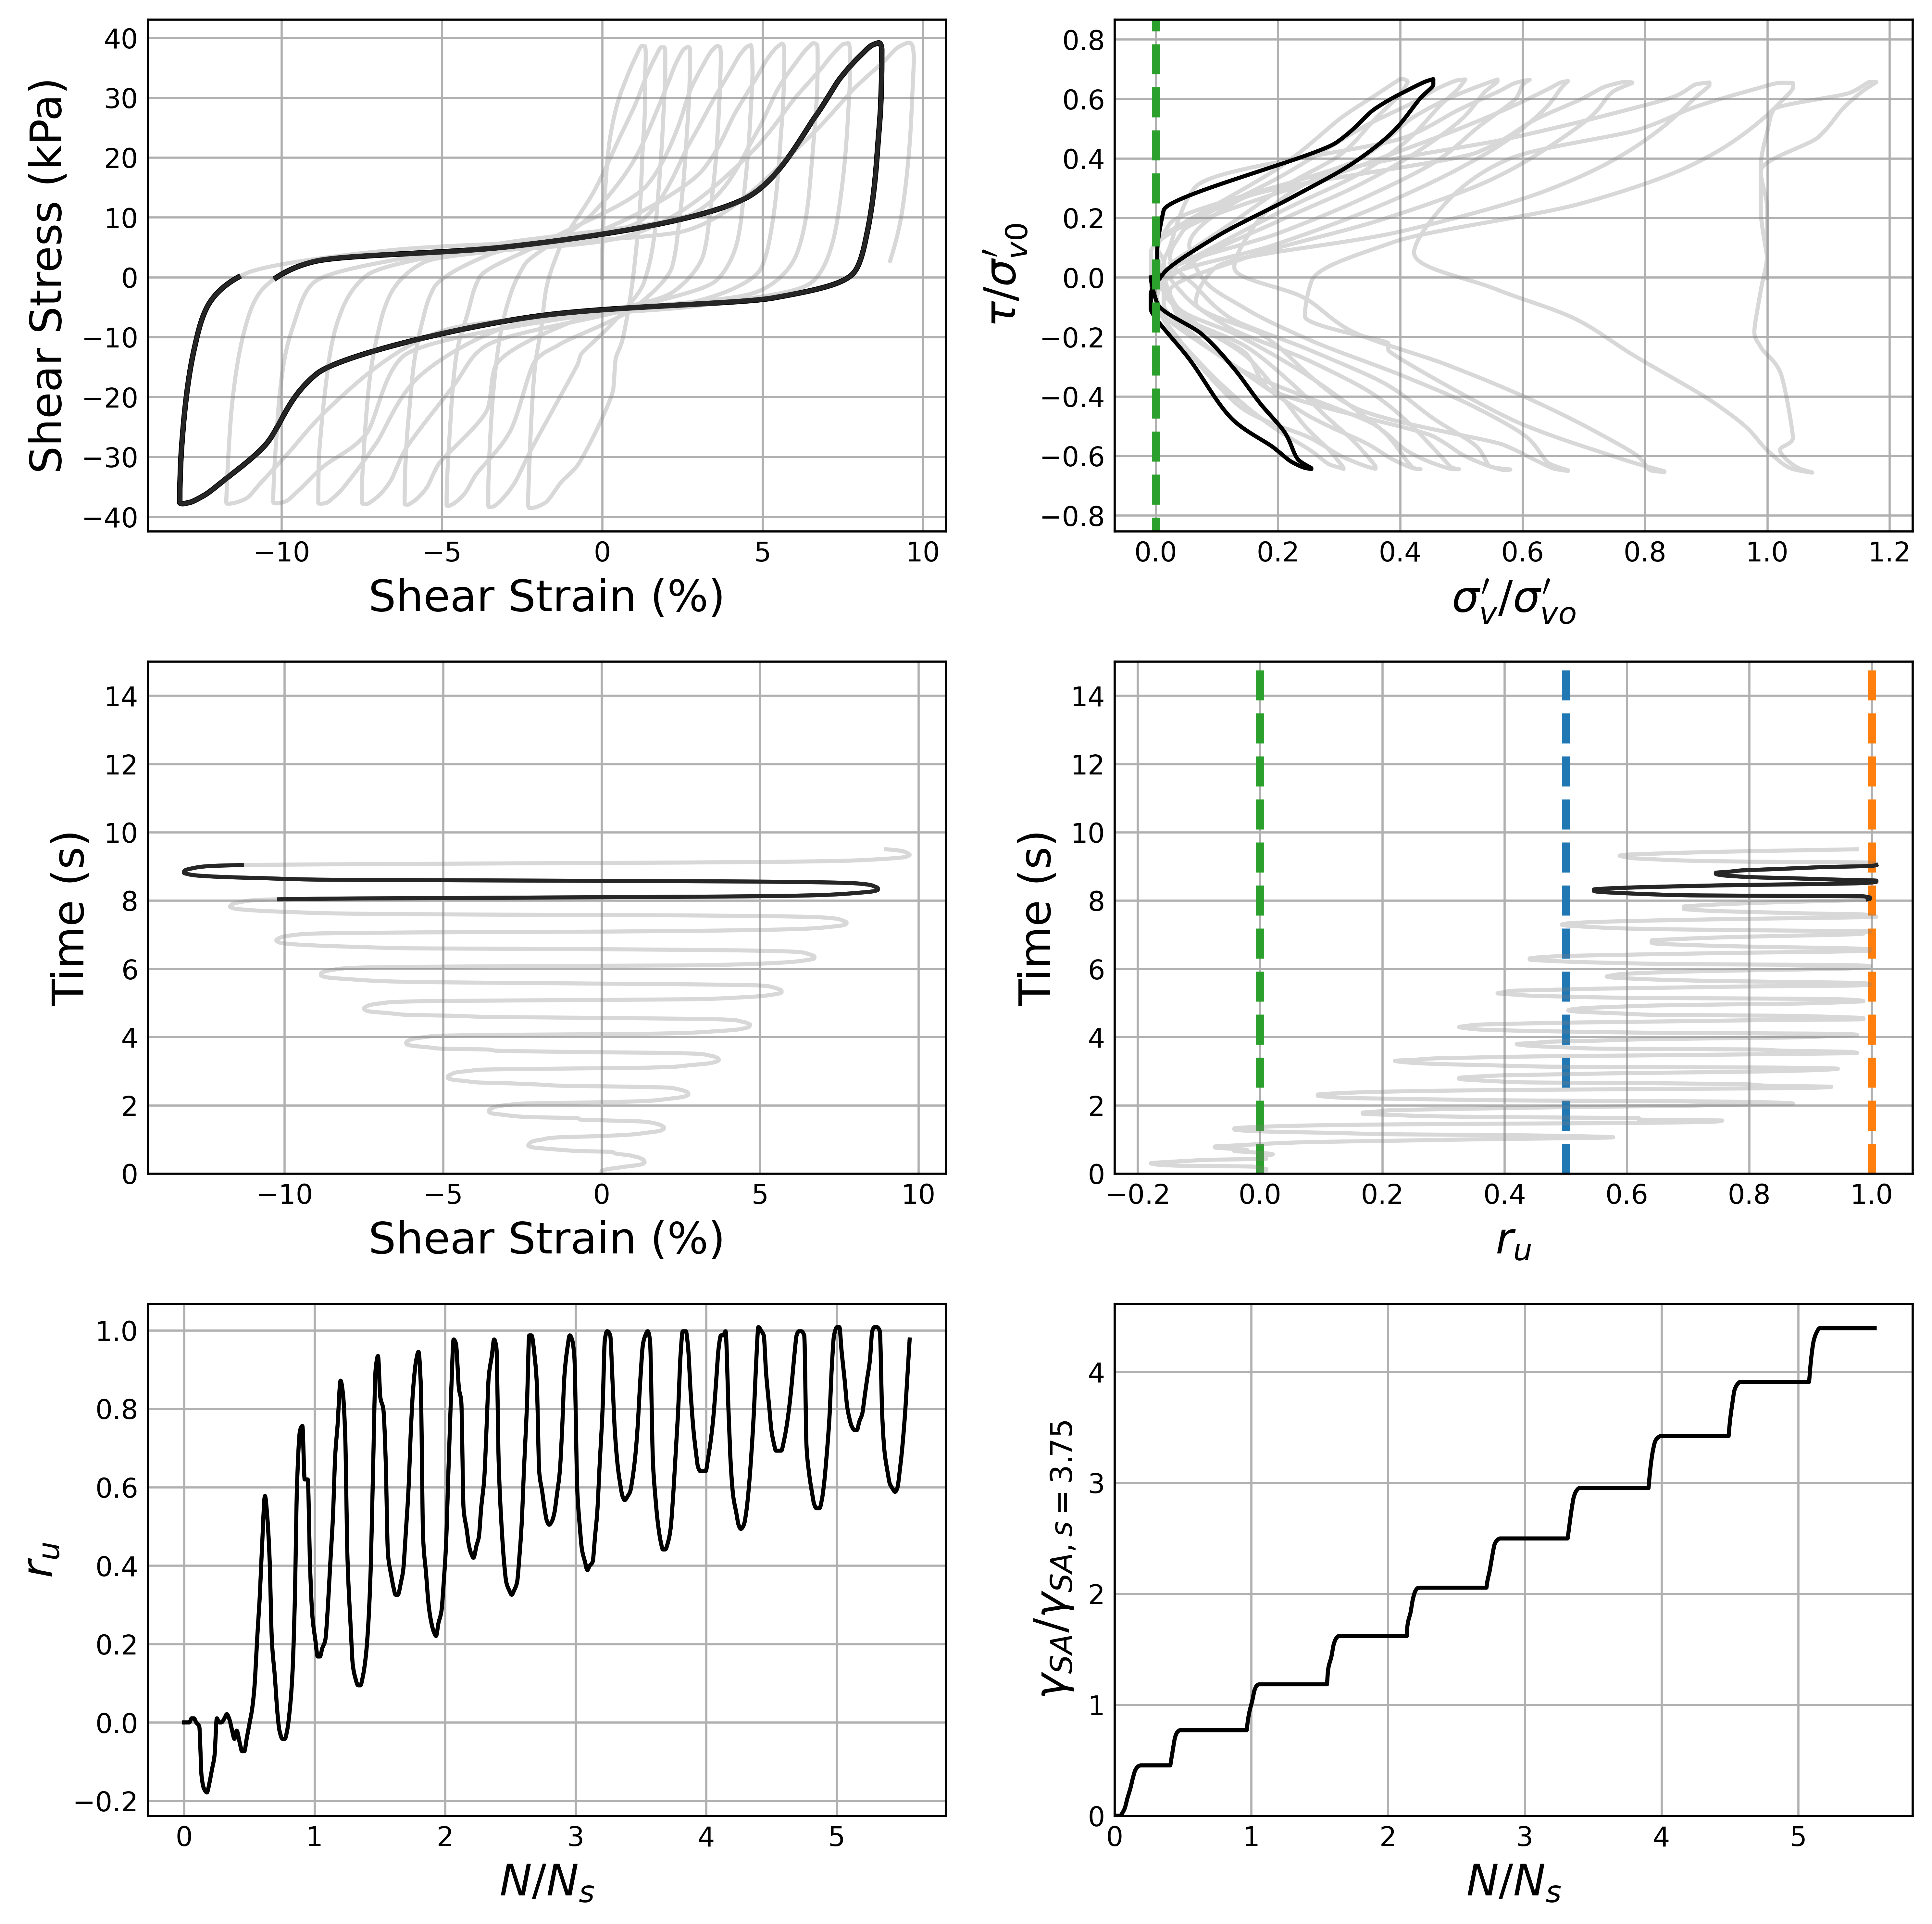 40
30
20
10
0
−10
−20
−30
−40
Shear Stress (kPa)
−10 −5 0 5 10
Shear Strain (%)
0.8
0.6
0.4
0.2
0.0
−0.2
−0.4
−0.6
−0.8
τ/σ′v0
0.0 0.2 0.4 0.6 0.8 1.0 1.2
σ′v/σ′vo
14
12
10
8
6
4
2
0
Time (s)
−10 −5 0 5 10
Shear Strain (%)
14
12
10
8
6
4
2
0
Time (s)
−0.2 0.0 0.2 0.4 0.6 0.8 1.0
ru
1.0
0.8
0.6
0.4
0.2
0.0
−0.2
ru
0 1 2 3 4 5
N/Ns
4
3
2
1
0
γSA/γSA, s = 3.75
0 1 2 3 4 5
N/Ns